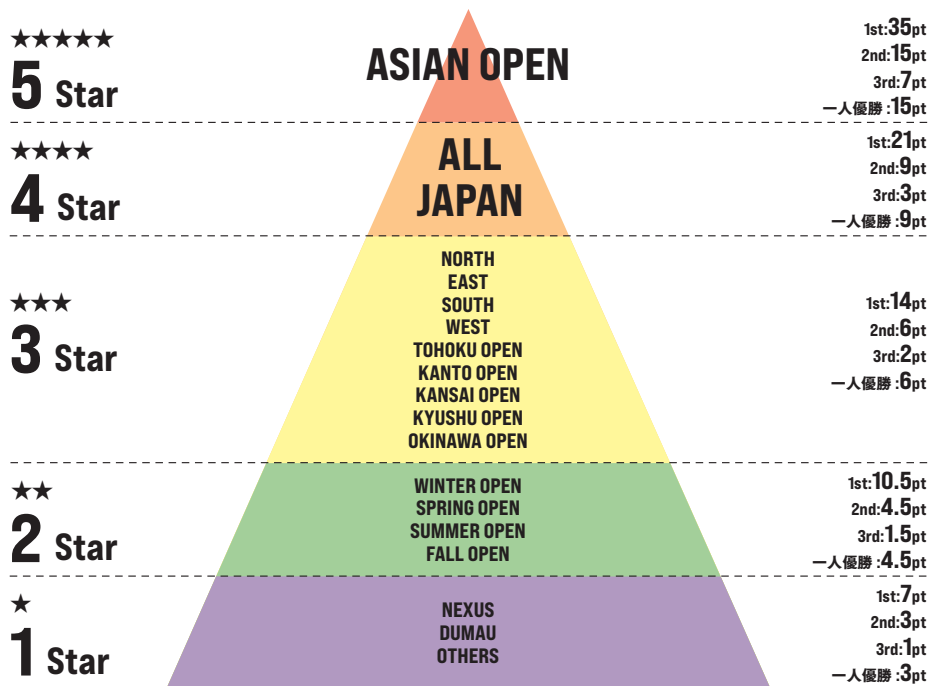 ★★★★★
5 Star
ASIAN OPEN
1st:35pt
2nd:15pt
3rd:7pt
一人優勝:15pt
★★★★
4 Star
ALL
JAPAN
1st:21pt
2nd:9pt
3rd:3pt
一人優勝:9pt
★★★
3 Star
NORTH
EAST
SOUTH
WEST
TOHOKU OPEN
KANTO OPEN
KANSAI OPEN
KYUSHU OPEN
OKINAWA OPEN
1st:14pt
2nd:6pt
3rd:2pt
一人優勝:6pt
★★
2 Star
WINTER OPEN
SPRING OPEN
SUMMER OPEN
FALL OPEN
1st:10.5pt
2nd:4.5pt
3rd:1.5pt
一人優勝:4.5pt
★
1 Star
NEXUS
DUMAU
OTHERS
1st:7pt
2nd:3pt
3rd:1pt
一人優勝:3pt